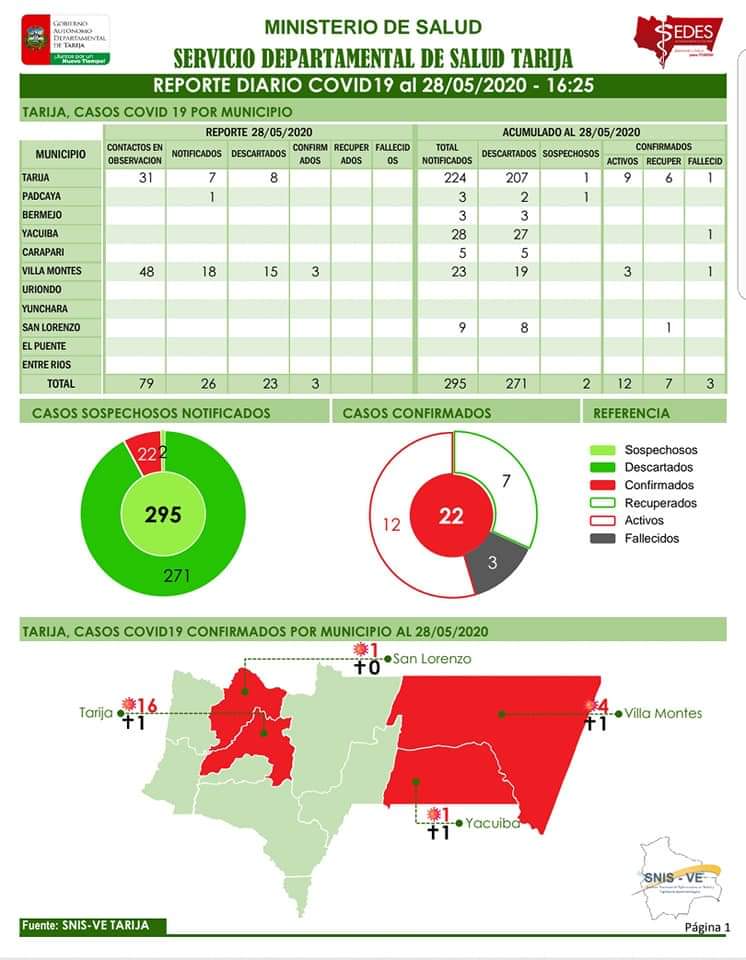 GOBIERNO
AUTÓNOMO
DEPARTAMENTAL
DE TARIJA
¡Juntos por un
Nuevo Tiempo!
MINISTERIO DE SALUD
SERVICIO DEPARTAMENTAL DE SALUD TARIJA
SEDES
REPORTE DIARIO COVID19 al 28/05/2020 - 16:25
TARIJA, CASOS COVID 19 POR MUNICIPIO
REPORTE 28/05/2020 ACUMULADO AL 28/05/2020
MUNICIPIO CONTACTOS EN OBSERVACION NOTIFICADOS DESCARTADOS CONFIRM ADOS RECUPER ADOS FALLECID OS TOTAL NOTIFICADOS DESCARTADOS SOSPECHOSOS CONFIRMADOS
ACTIVOS RECUPER FALLECID
TARIJA 31 7 8 224 207 1 9 6 1
PADCAYA 1 3 2 1
BERMEJO 3 3
YACUIBA 28 27 1
CARAPARI 5 5
VILLA MONTES 48 18 15 3 23 19 3 1
URIONDO
YUNCHARA
SAN LORENZO 9 8 1
EL PUENTE
ENTRE RIOS
TOTAL 79 26 23 3 295 271 2 12 7 3
CASOS SOSPECHOSOS NOTIFICADOS CASOS CONFIRMADOS REFERENCIA
22 2
295
271
7
12
22
3
Sospechosos
Descartados
Confirmados
Recuperados
Activos
Fallecidos
TARIJA, CASOS COVID19 CONFIRMADOS POR MUNICIPIO AL 28/05/2020
1
0
San Lorenzo
Tarija
16
1
4
1
Villa Montes
1
1
Yacuiba
SNIS - VE
Fuente: SNIS-VE TARIJA
Página 1